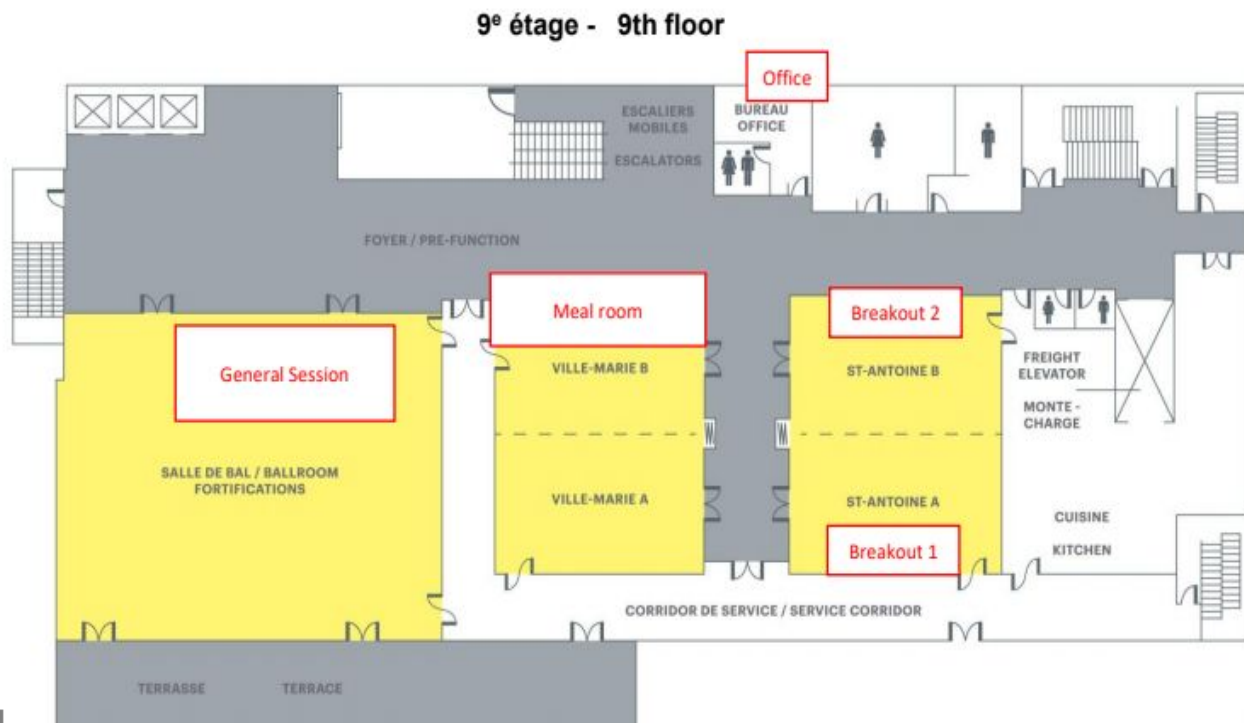 9e étage - 9th floor
Office
ESCALIERS
MOBILES
ESCALATORS
BUREAU
OFFICE
FOYER / PRE-FUNCTION
General Session
Meal room
Breakout 2
VILLE-MARIE B
ST-ANTOINE B
FREIGHT
ELEVATOR
MONTE -
CHARGE
SALLE DE BAL / BALLROOM
FORTIFICATIONS
VILLE-MARIE A
ST-ANTOINE A
Breakout 1
CUISINE
KITCHEN
CORRIDOR DE SERVICE / SERVICE CORRIDOR
TERRASSE TERRACE